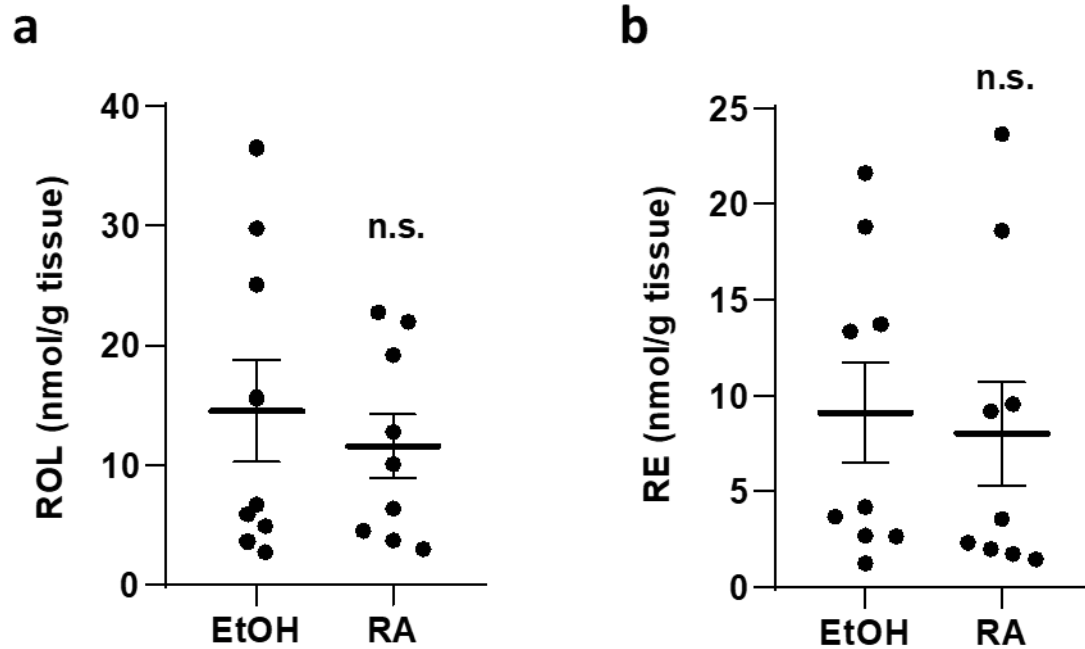 a
ROL (nmol/g tissue)
40
30
20
10
0
n.s.
EtOH
RA
b
RE (nmol/g tissue)
25
20
15
10
5
0
n.s.
EtOH
RA